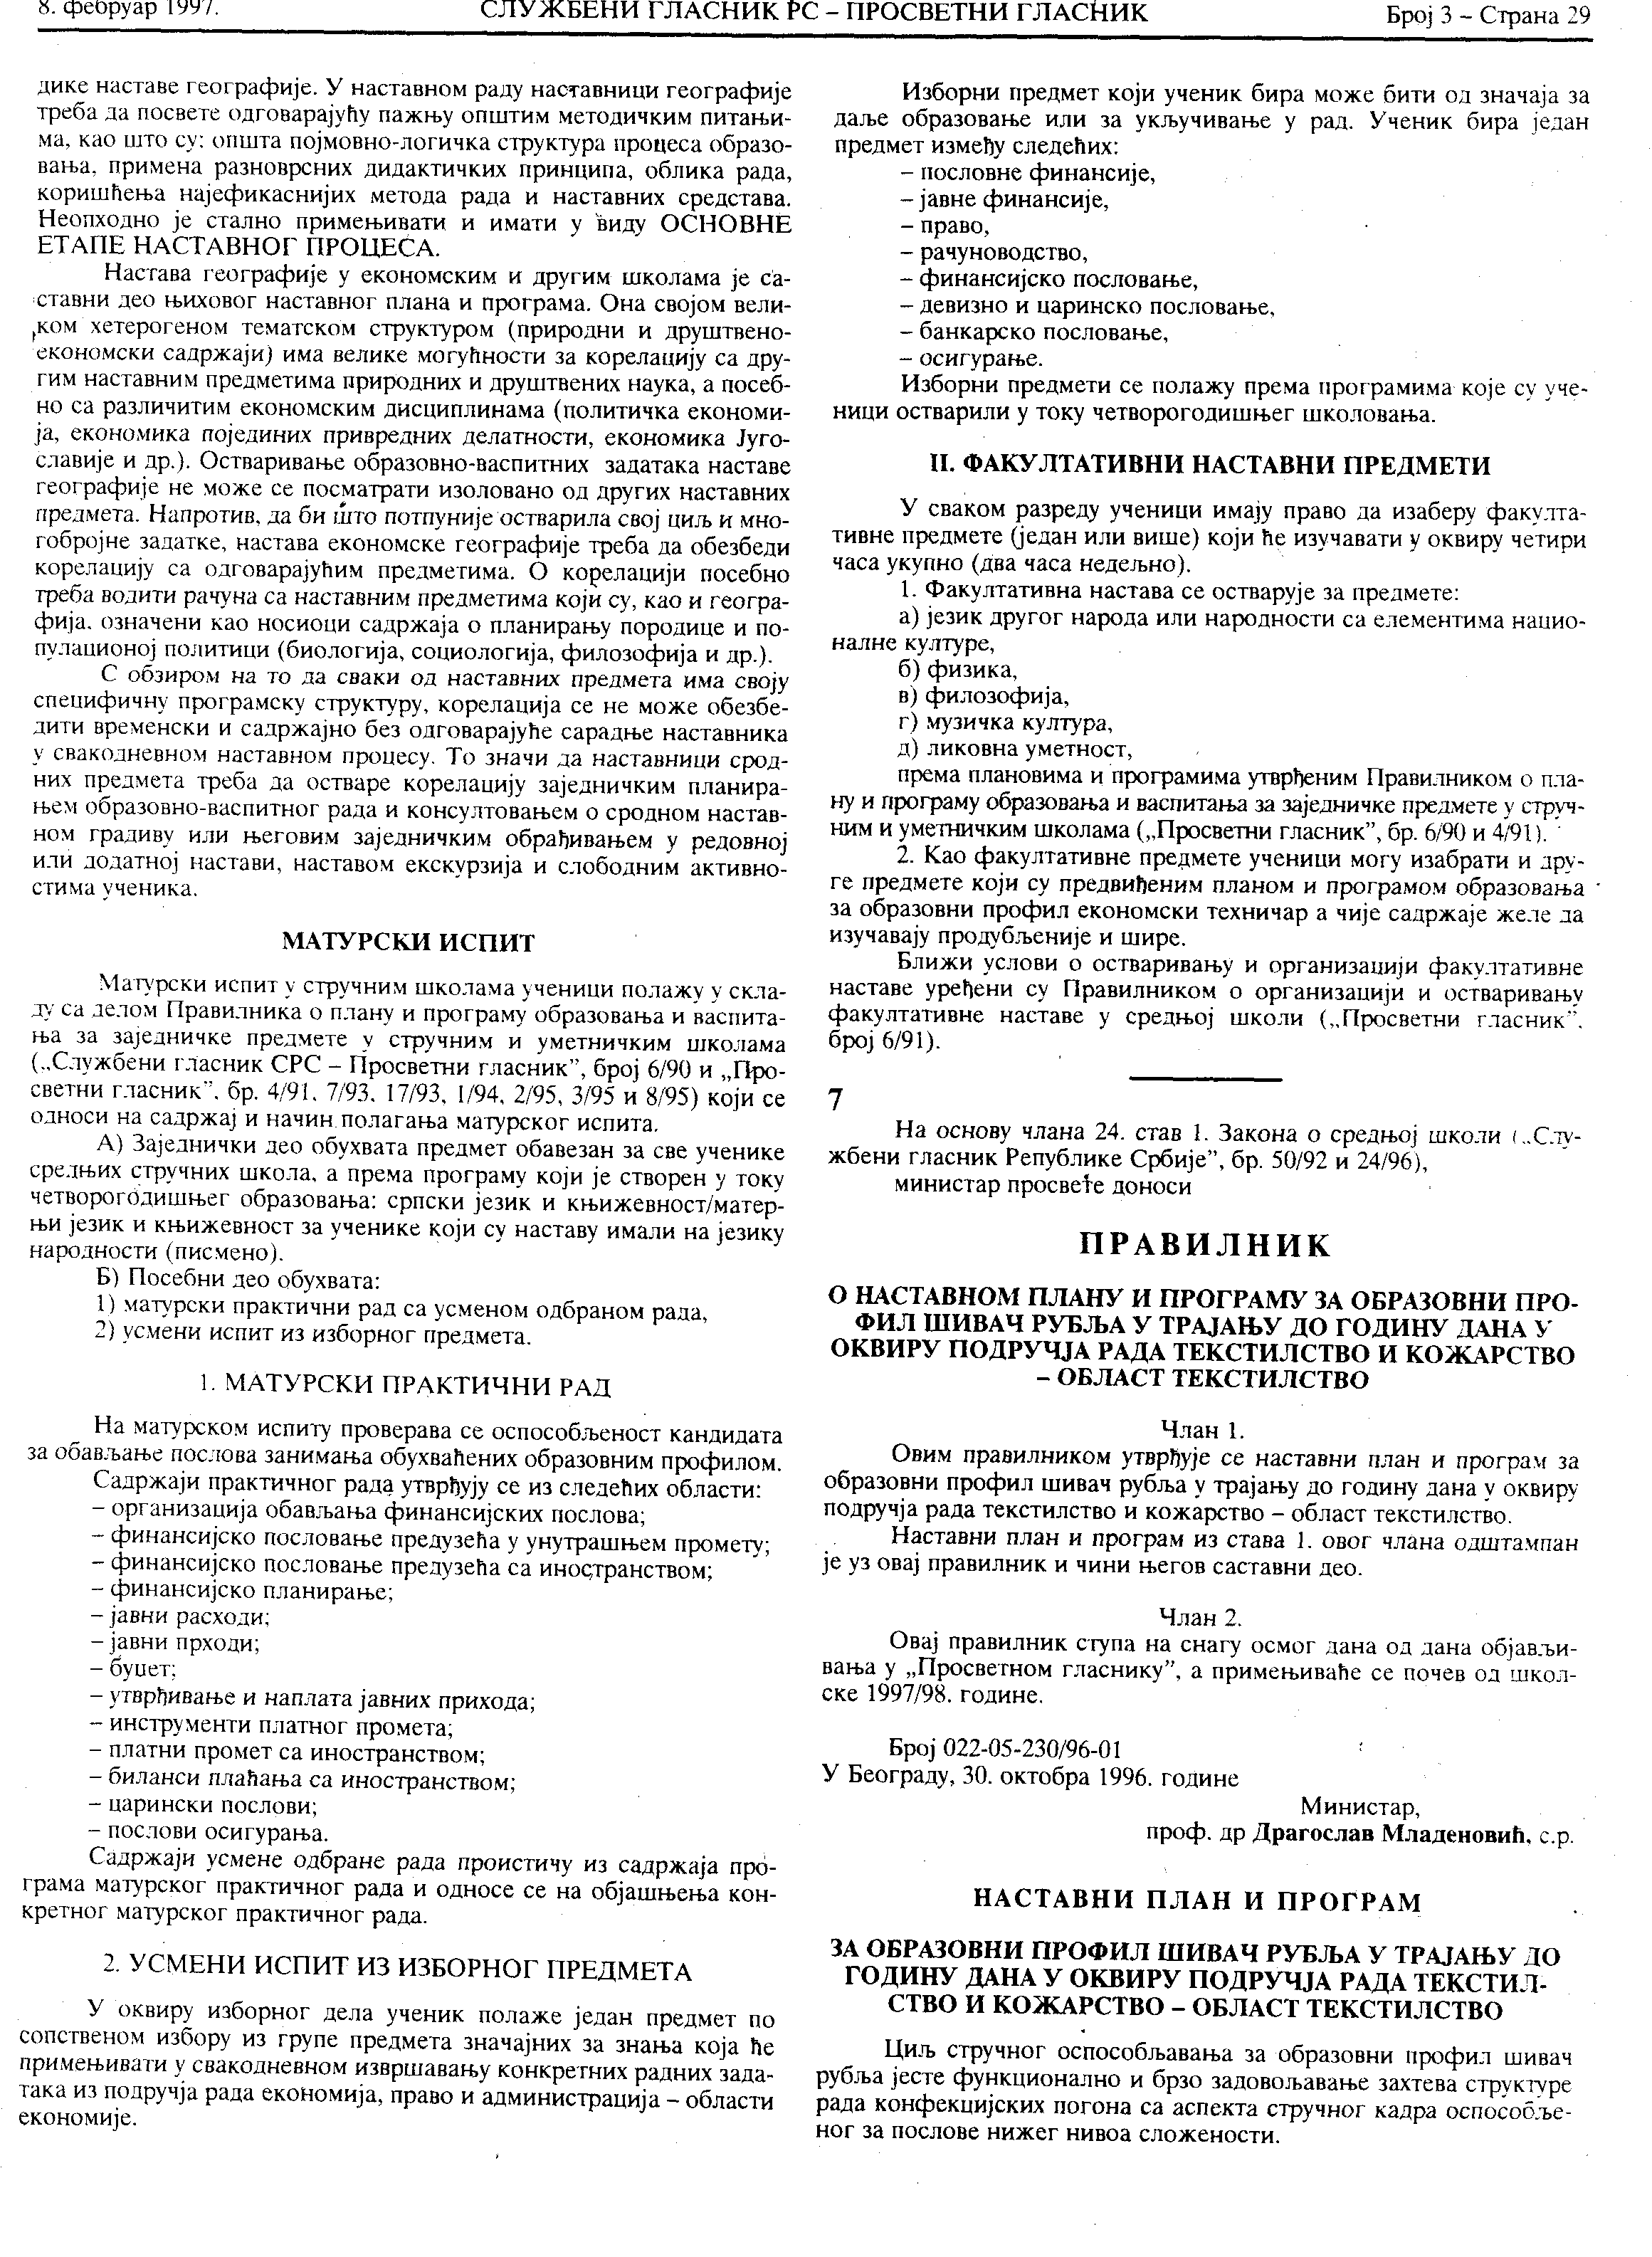 8. фебруар 1997.
СЛУЖБЕНИ ГЛАСНИК РС – ПРОСВЕТНИ ГЛАСНИК
Број 3 – Страна 29
дике наставе географије. У наставном раду наставници географије
треба да посвете одговарајућу пажњу општим методичким питањи-
ма, као што су: општа појмовно-логичка структура процеса образо-
вања, примена разноврсних дидактичких принципа, облика рада,
коришћења најефикаснијих метода рада и наставних средстава.
Неопходно је стално примењивати и имати у виду ОСНОВНЕ
ЕТАПЕ НАСТАВНОГ ПРОЦЕСА.
Настава географије у економским и другим школама је са-
ставни део њиховог наставног плана и програма. Она својом вели-
ком хетерогеном тематском структуром (природни и друштвено-
економски садржаји) има велике могућности за корелацију са дру-
гим наставним предметима природних и друштвених наука, а посеб-
но са различитим економским дисциплинама (политичка економи-
ја, економика појединих привредних делатности, економика Југо-
славије и др.). Остваривање образовно-васпитних задатака наставе
географије не може се посматрати изоловано од других наставних
предмета. Напротив, да би што потпуније остварила свој циљ и мно-
гобројне задатке, настава економске географије треба да обезбеди
корелацију са одговарајућим предметима. О корелацији посебно
треба водити рачуна са наставним предметима који су, као и геогра-
фија, означени као носиоци садржаја о планирању породице и по-
пулационој политици (биологија, социологија, филозофија и др.).
С обзиром на то да сваки од наставних предмета има своју
специфичну програмску структуру, корелација се не може обезбе-
дити временски и садржајно без одговарајуће сарадње наставника
у свакодневном наставном процесу. То значи да наставници срод-
них предмета треба да остваре корелацију заједничким планира-
њем образовно-васпитног рада и консултовањем о сродном настав-
ном градиву или његовим заједничким обрађивањем у редовној
или додатној настави, наставом екскурзија и слободним активно-
стима ученика.
МАТУРСКИ ИСПИТ
Матурски испит у стручним школама ученици полажу у скла-
ду са делом Правилника о плану и програму образовања и васпита-
ња за заједничке предмете у стручним и уметничким школама
(„Службени гласник СРС – Просветни гласник”, број 6/90 и „Про-
светни гласник”, бр. 4/91, 7/93, 17/93, 1/94, 2/95, 3/95 и 8/95) који се
односи на садржај и начин полагања матурског испита.
А) Заједнички део обухвата предмет обавезан за све ученике
средњих стручних школа, а према програму који је створен у току
четворогодишњег образовања: српски језик и књижевност/матер-
њи језик и књижевност за ученике који су наставу имали на језику
народности (писмено).
Б) Посебни део обухвата:
1) матурски практични рад са усменом одбраном рада,
2) усмени испит из изборног предмета.
1. МАТУРСКИ ПРАКТИЧНИ РАД
На матурском испиту проверава се оспособљеност кандидата
за обављање послова занимања обухваћених образовним профилом.
Садржаји практичног рада утврђују се из следећих области:
– организација обављања финансијских послова;
– финансијско пословање предузећа у унутрашњем промету;
– финансијско пословање предузећа са иностранством;
– финансијско планирање;
– јавни расходи;
– јавни прходи;
– буџет;
– утврђивање и наплата јавних прихода;
– инструменти платног промета;
– платни промет са иностранством;
– биланси плаћања са иностранством;
– царински послови;
– послови осигурања.
Садржаји усмене одбране рада проистичу из садржаја про-
грама матурског практичног рада и односе се на објашњења кон-
кретног матурског практичног рада.
2. УСМЕНИ ИСПИТ ИЗ ИЗБОРНОГ ПРЕДМЕТА
У оквиру изборног дела ученик полаже један предмет по
сопственом избору из групе предмета значајних за знања која ће
примењивати у свакодневном извршавању конкретних радних зада-
така из подручја рада економија, право и администрација – области
економије.
Изборни предмет који ученик бира може бити од значаја за
даље образовање или за укључивање у рад. Ученик бира један
предмет између следећих:
– пословне финансије,
– јавне финансије,
– право,
– рачуноводство,
– финансијско пословање,
– девизно и царинско пословање,
– банкарско пословање,
– осигурање.
Изборни предмети се полажу према програмима које су уче-
ници остварили у току четворогодишњег школовања.
II. ФАКУЛТАТИВНИ НАСТАВНИ ПРЕДМЕТИ
У сваком разреду ученици имају право да изаберу факулта-
тивне предмете (један или више) који ће изучавати у оквиру четири
часа укупно (два часа недељно).
1. Факултативна настава се остварује за предмете:
а) језик другог народа или народности са елементима нацио-
налне културе,
б) физика,
в) филозофија,
г) музичка култура,
д) ликовна уметност,
према плановима и програмима утврђеним Правилником о пла-
ну и програму образовања и васпитања за заједничке предмете у струч-
ним и уметничким школама („Просветни гласник”, бр. 6/90 и 4/91).
2. Као факултативне предмете ученици могу изабрати и дру-
ге предмете који су предвиђеним планом и програмом образовања
за образовни профил економски техничар а чије садржаје желе да
изучавају продубљеније и шире.
Ближи услови о остваривању и организацији факултативне
наставе уређени су Правилником о организацији и остваривању
факултативне наставе у средњој школи („Просветни гласник”,
број 6/91).
7
На основу члана 24. став 1. Закона о средњој школи („Слу-
жбени гласник Републике Србије”, бр. 50/92 и 24/96),
министар просвете доноси
ПРАВИЛНИК
О НАСТАВНОМ ПЛАНУ И ПРОГРАМУ ЗА ОБРАЗОВНИ ПРО-
ФИЛ ШИВАЧ РУБЉА У ТРАЈАЊУ ДО ГОДИНУ ДАНА У
ОКВИРУ ПОДРУЧЈА РАДА ТЕКСТИЛСТВО И КОЖАРСТВО
– ОБЛАСТ ТЕКСТИЛСТВО
Члан 1.
Овим правилником утврђује се наставни план и програм за
образовни профил шивач рубља у трајању до годину дана у оквиру
подручја рада текстилство и кожарство – област текстилство.
Наставни план и програм из става 1. овог члана одштампан
је уз овај правилник и чини његов саставни део.
Члан 2.
Овај правилник ступа на снагу осмог дана од дана објављи-
вања у „Просветном гласнику”, а примењиваће се почев од школ-
ске 1997/98. године.
Број 022-05-230/96-01
У Београду, 30. октобра 1996. године
Министар,
проф. др Драгослав Младеновић, с.р.
НАСТАВНИ ПЛАН И ПРОГРАМ
ЗА ОБРАЗОВНИ ПРОФИЛ ШИВАЧ РУБЉА У ТРАЈАЊУ ДО
ГОДИНУ ДАНА У ОКВИРУ ПОДРУЧЈА РАДА ТЕКСТИЛ-
СТВО И КОЖАРСТВО – ОБЛАСТ ТЕКСТИЛСТВО
Циљ стручног оспособљавања за образовни профил шивач
рубља јесте функционално и брзо задовољавање захтева структуре
рада конфекцијских погона са аспекта стручног кадра оспособље-
ног за послове нижег нивоа сложености.